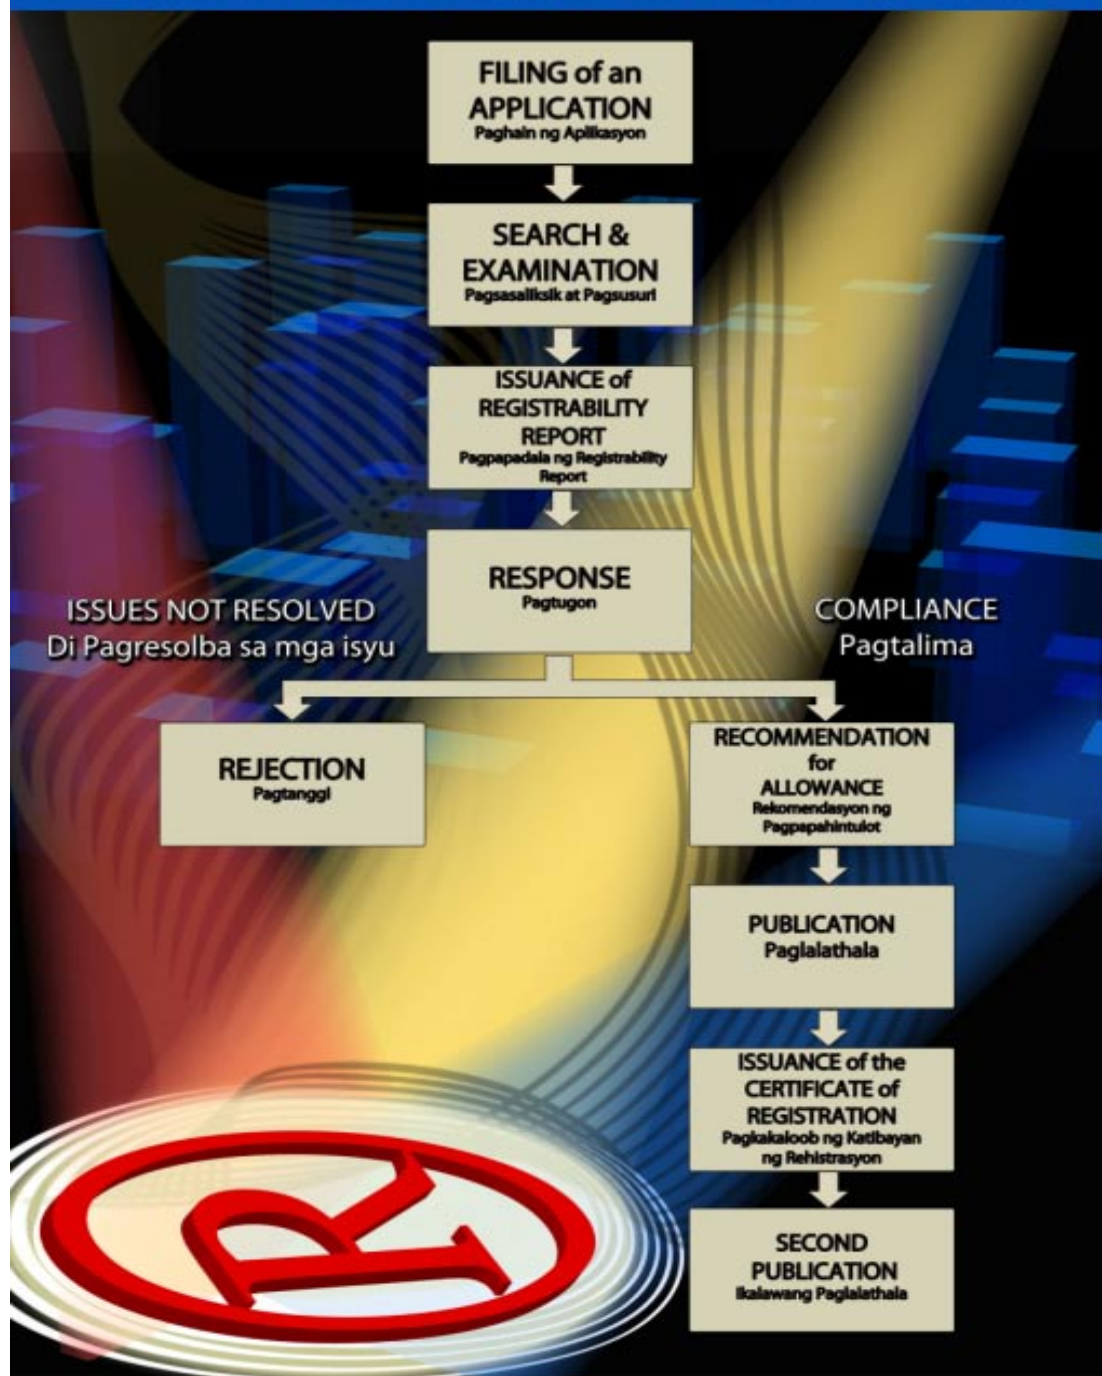 FILING of an
APPLICATION
Paghain ng Aplikasyon
SEARCH &
EXAMINATION
Pagsasaliksik at Pagsusuri
ISSUANCE of
REGISTRABILITY
REPORT
Pagpapadala ng Registrability
Report
RESPONSE
Pagtugon
ISSUES NOT RESOLVED
Di Pagresolba sa mga isyu
COMPLIANCE
Pagtalima
REJECTION
Pagtanggi
RECOMMENDATION
for
ALLOWANCE
Rekomendasyon ng
Pagpapahintulot
PUBLICATION
Paglalathala
ISSUANCE of the
CERTIFICATE of
REGISTRATION
Pagkakaloob ng Katibayan
ng Rehistrasyon
SECOND
PUBLICATION
Ikalawang Paglalathala
R